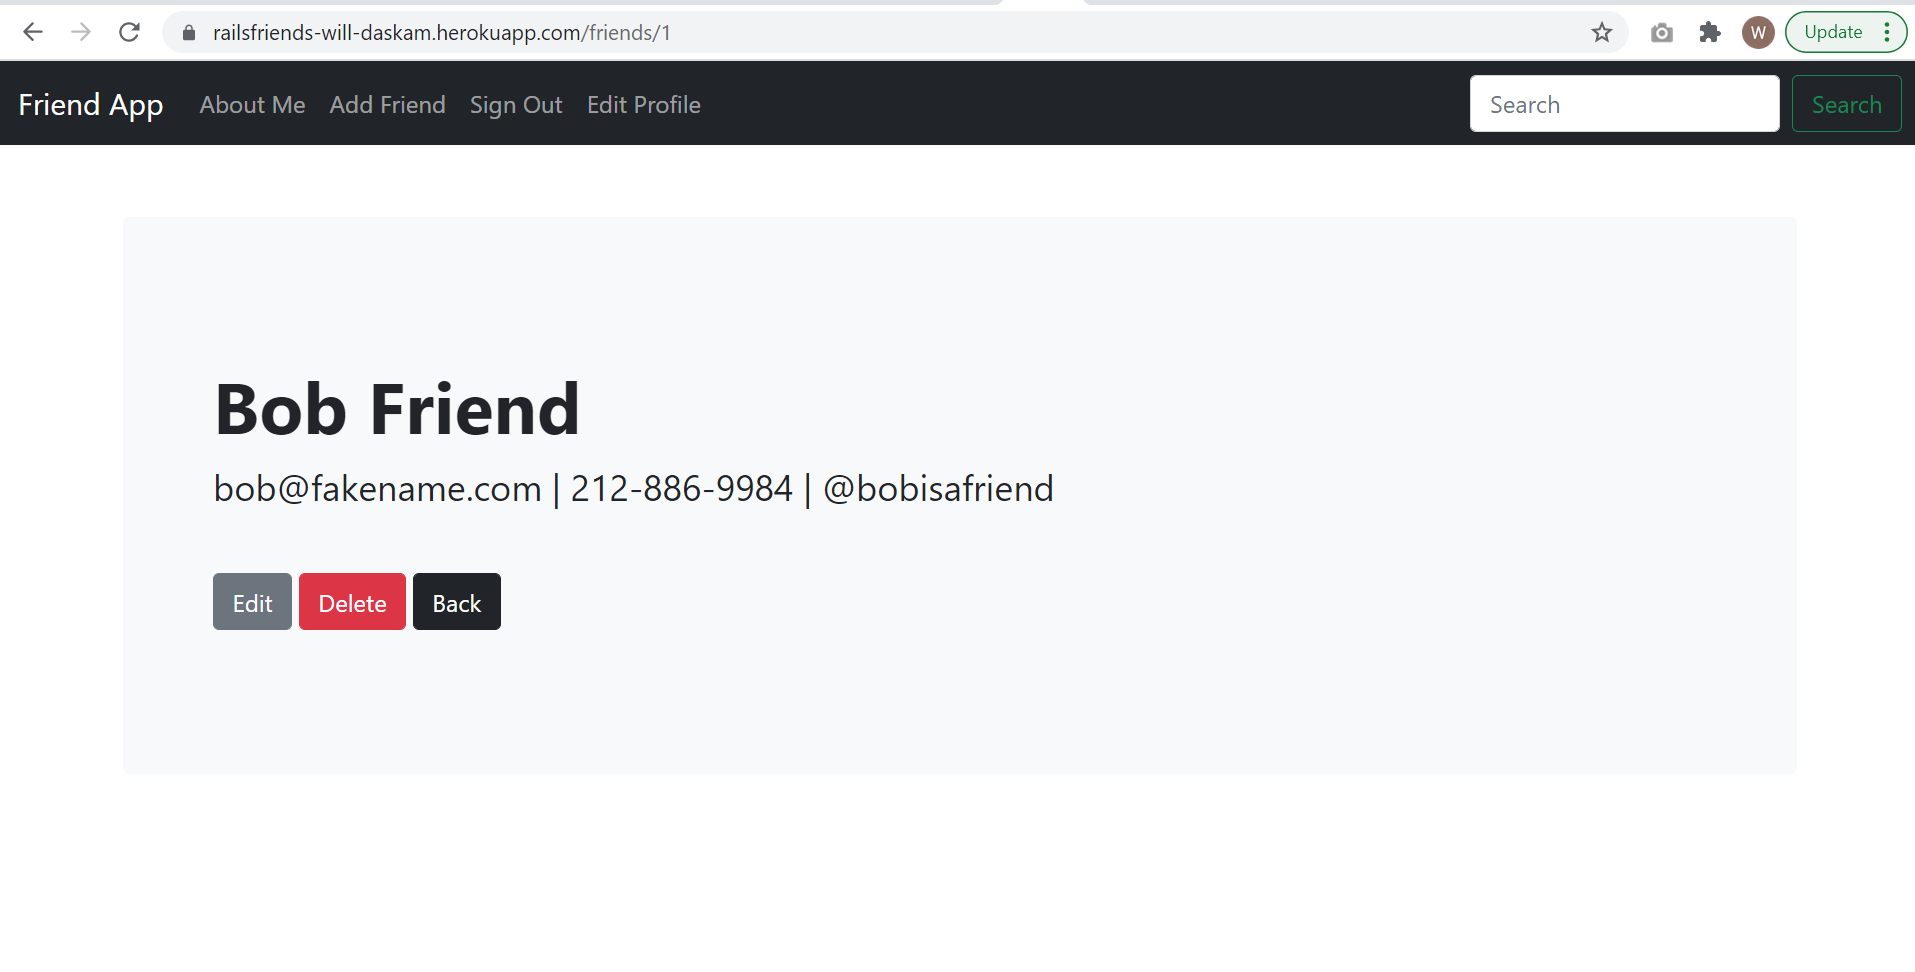 railsfriends-will-daskam.herokuapp.com/friends/1 W Update
Friend App About Me Add Friend Sign Out Edit Profile Search Search
Bob Friend
bob@fakename.com | 212-886-9984 | @bobisafriend
Edit Delete Back